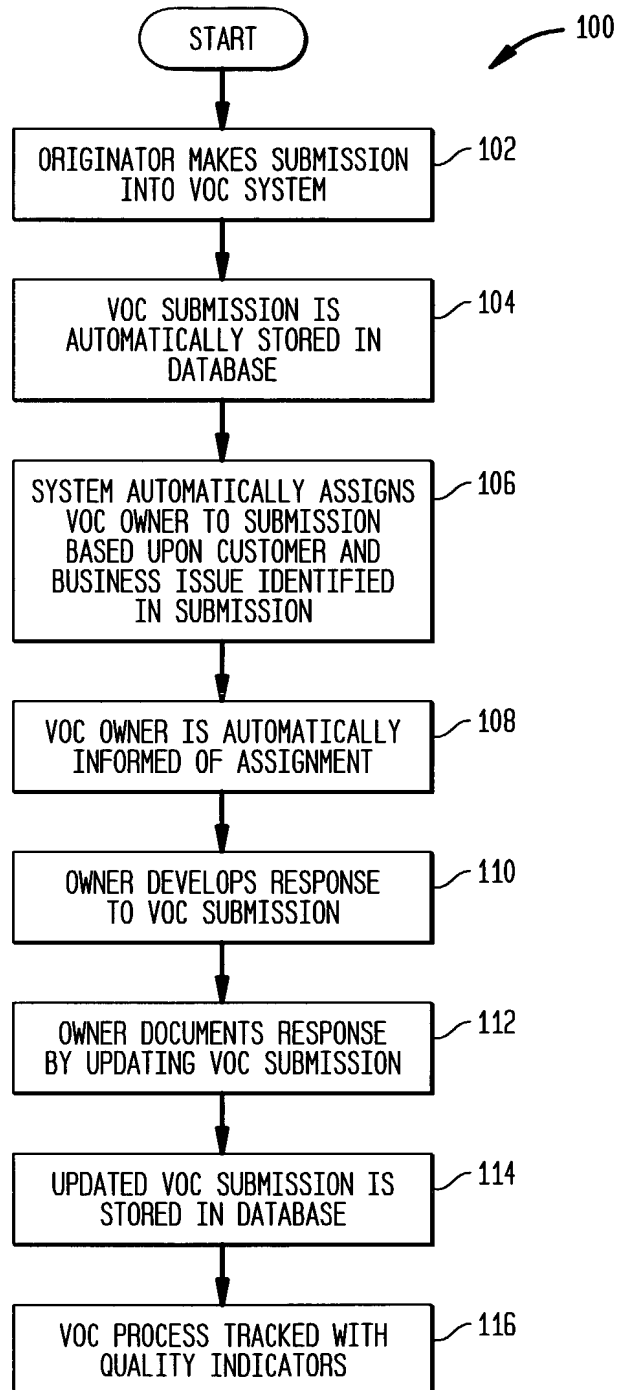 START
100
ORIGINATOR MAKES SUBMISSION
INTO VOC SYSTEM
102
VOC SUBMISSION IS
AUTOMATICALLY STORED IN
DATABASE
104
SYSTEM AUTOMATICALLY ASSIGNS
VOC OWNER TO SUBMISSION
BASED UPON CUSTOMER AND
BUSINESS ISSUE IDENTIFIED
IN SUBMISSION
106
VOC OWNER IS AUTOMATICALLY
INFORMED OF ASSIGNMENT
108
OWNER DEVELOPS RESPONSE
TO VOC SUBMISSION
110
OWNER DOCUMENTS RESPONSE
BY UPDATING VOC SUBMISSION
112
UPDATED VOC SUBMISSION IS
STORED IN DATABASE
114
VOC PROCESS TRACKED WITH
QUALITY INDICATORS
116